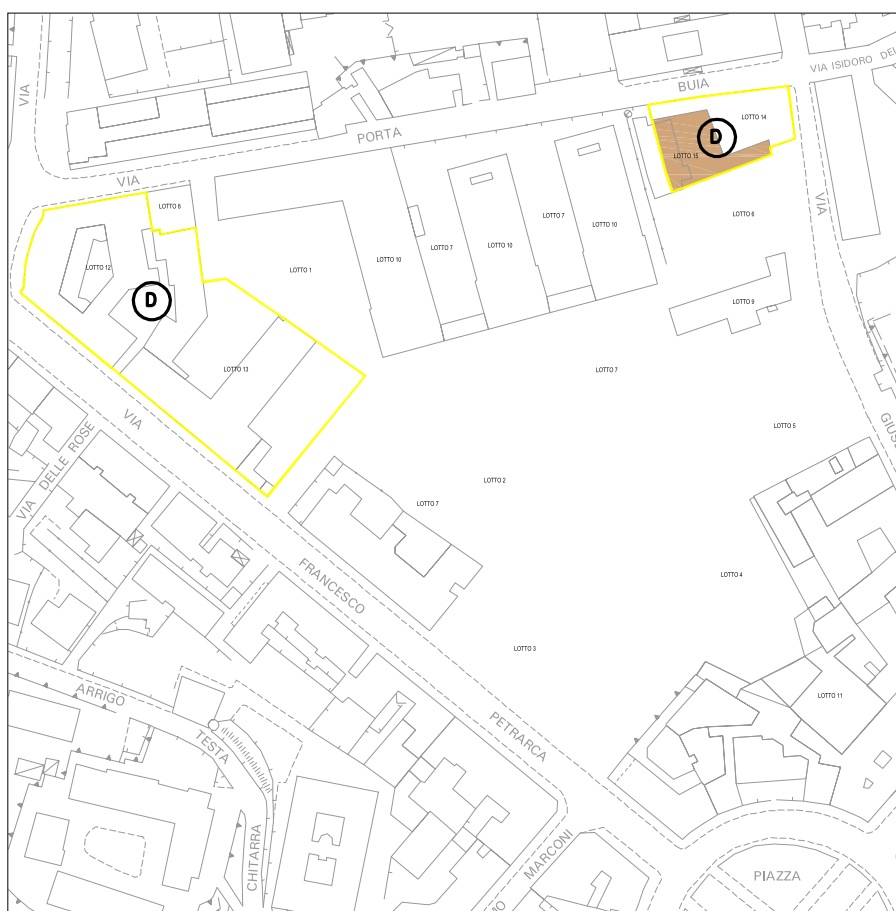 VIA
VIA ISIDORO DEL
BUIA
LOTTO 14
PORTA
D
LOTTO 15
VIA
LOTTO 8
VIA
LOTTO 6
LOTTO 7
LOTTO 7
LOTTO 10
LOTTO 10
LOTTO 10
LOTTO 12
LOTTO 1
D
LOTTO 9
LOTTO 13
LOTTO 7
VIA
GIUS
LOTTO 5
VIA DELLE ROSE
LOTTO 2
LOTTO 7
FRANCESCO
LOTTO 4
LOTTO 3
ARRIGO
LOTTO 11
PETRARCA
TESTA
CHITARRA
MARCONI
MO
PIAZZA